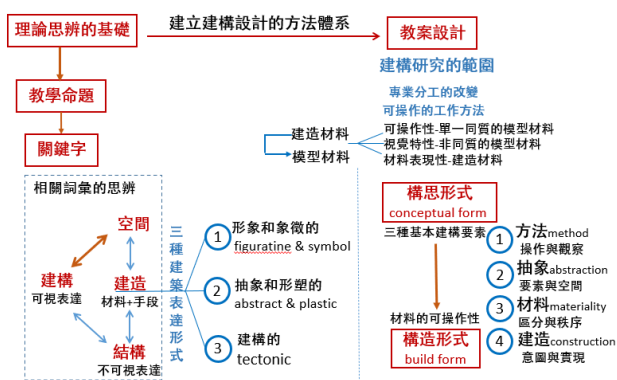 理論思辨的基礎
建立建構設計的方法體系
教案設計
建構研究的範圍
專業分工的改變
可操作的工作方法
教學命題
關鍵字
建造材料
模型材料
可操作性-單一同質的模型材料
視覺特性-非同質的模型材料
材料表現性-建造材料
相關詞彙的思辨
空間
建構
可視表達
建造
材料+手段
結構
不可視表達
三種建築表達形式
1
形象和象徵的
figuratine & symbol
2
抽象和形塑的
abstract & plastic
3
建構的
tectonic
構思形式
conceptual form
三種基本建構要素
材料的可操作性
構造形式
build form
1
方法method
操作與觀察
2
抽象abstraction
要素與空間
3
材料materiality
區分與秩序
4
建造construction
意圖與實現